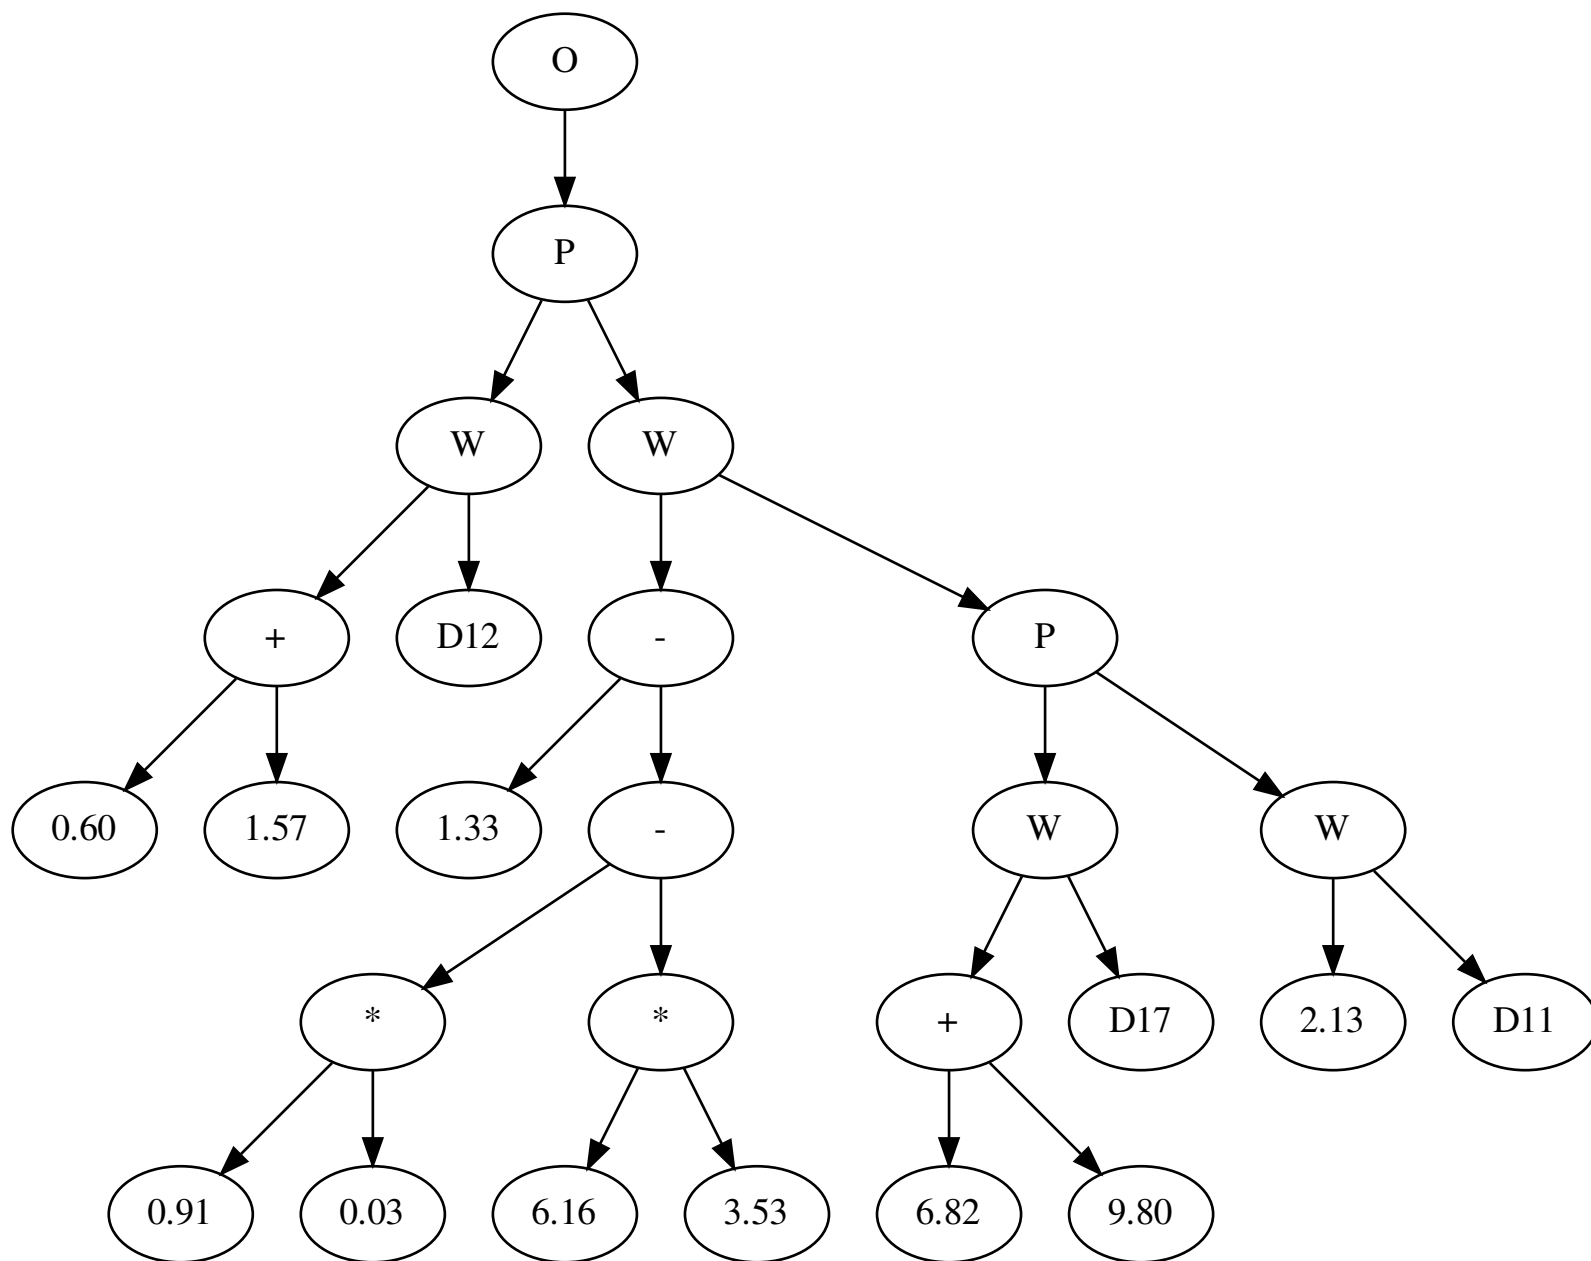 O
P
W W
+ D12 - P
0.60 1.57 1.33 - W W
* * + D17 2.13 D11
0.91 0.03 6.16 3.53 6.82 9.80